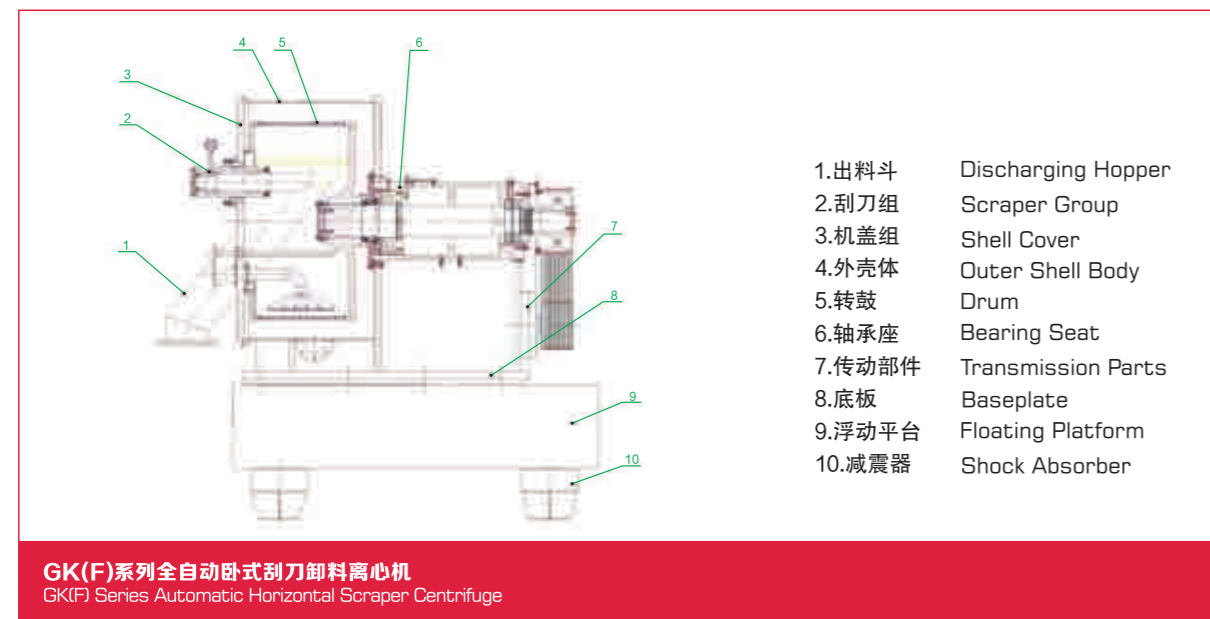 4 5 6
3
2
1
7
8
9
10
1.出料斗 Discharging Hopper
2.刮刀组 Scraper Group
3.机盖组 Shell Cover
4.外壳体 Outer Shell Body
5.转鼓 Drum
6.轴承座 Bearing Seat
7.传动部件 Transmission Parts
8.底板 Baseplate
9.浮动平台 Floating Platform
10.减震器 Shock Absorber
GK(F)系列全自动卧式刮刀卸料离心机
GK(F) Series Automatic Horizontal Scraper Centrifuge